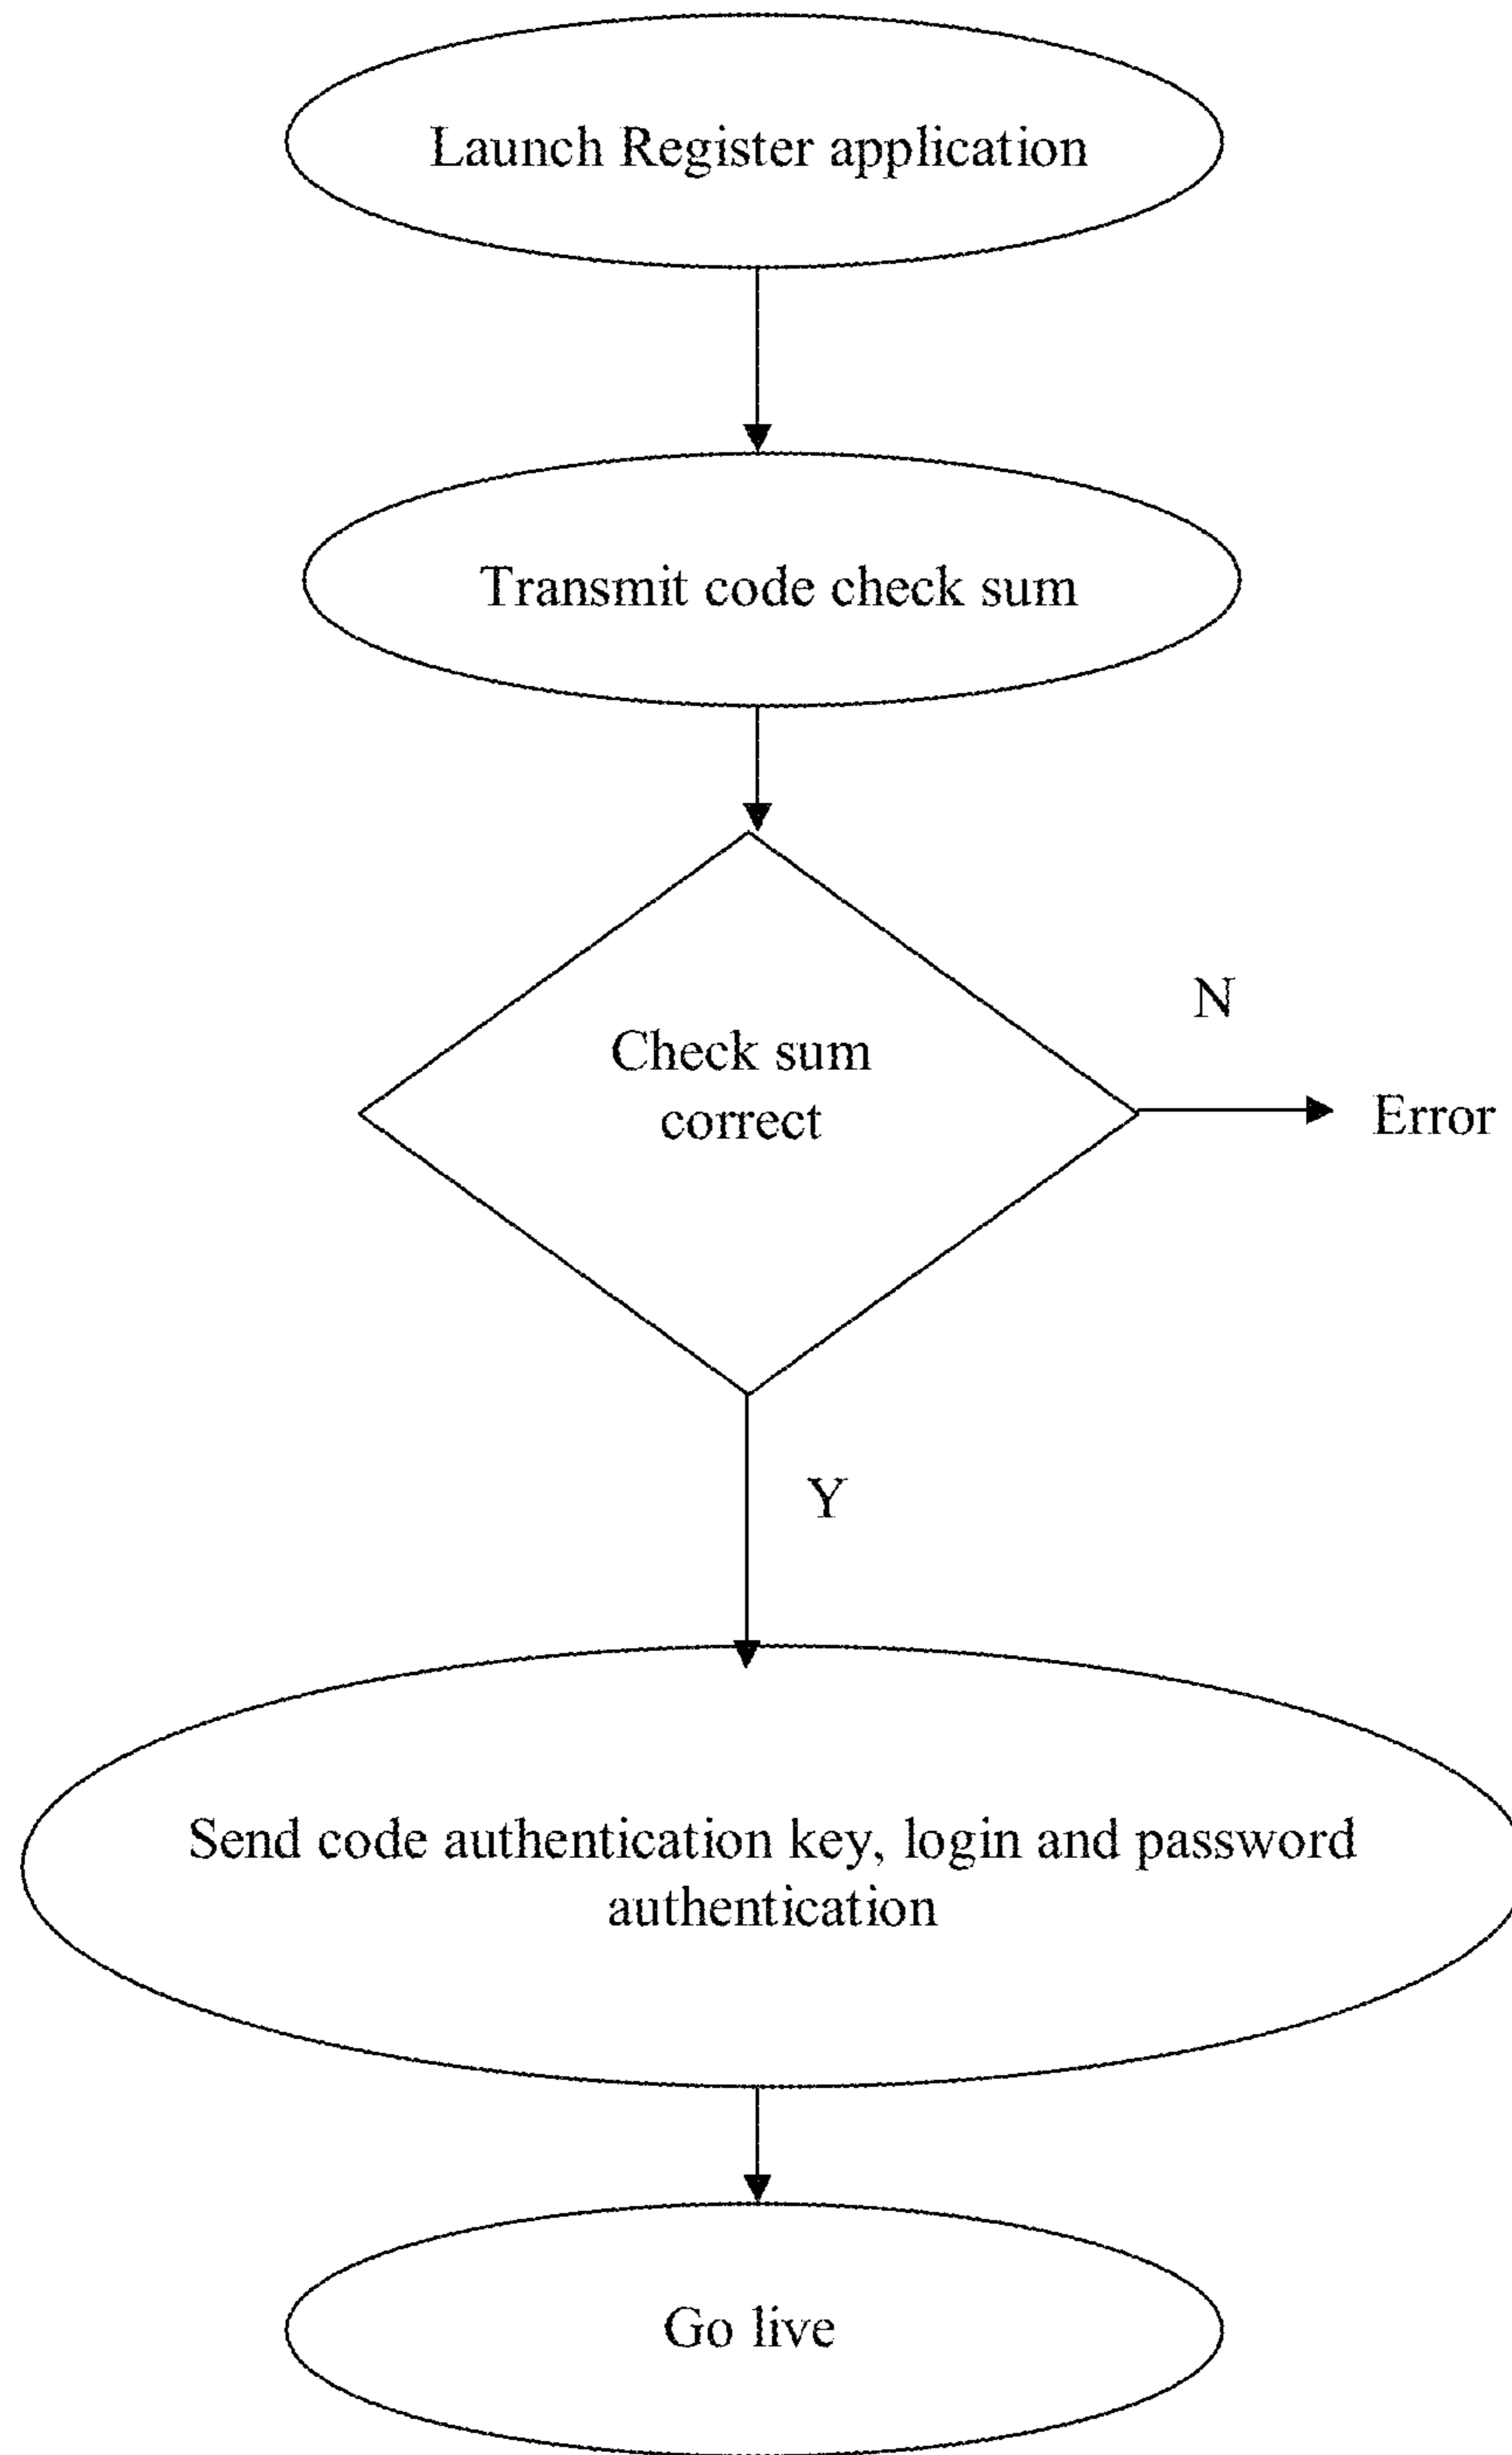 Launch Register application
Transmit code check sum
Check sum
correct
N
Error
Y
Send code authentication key, login and password
authentication
Go live